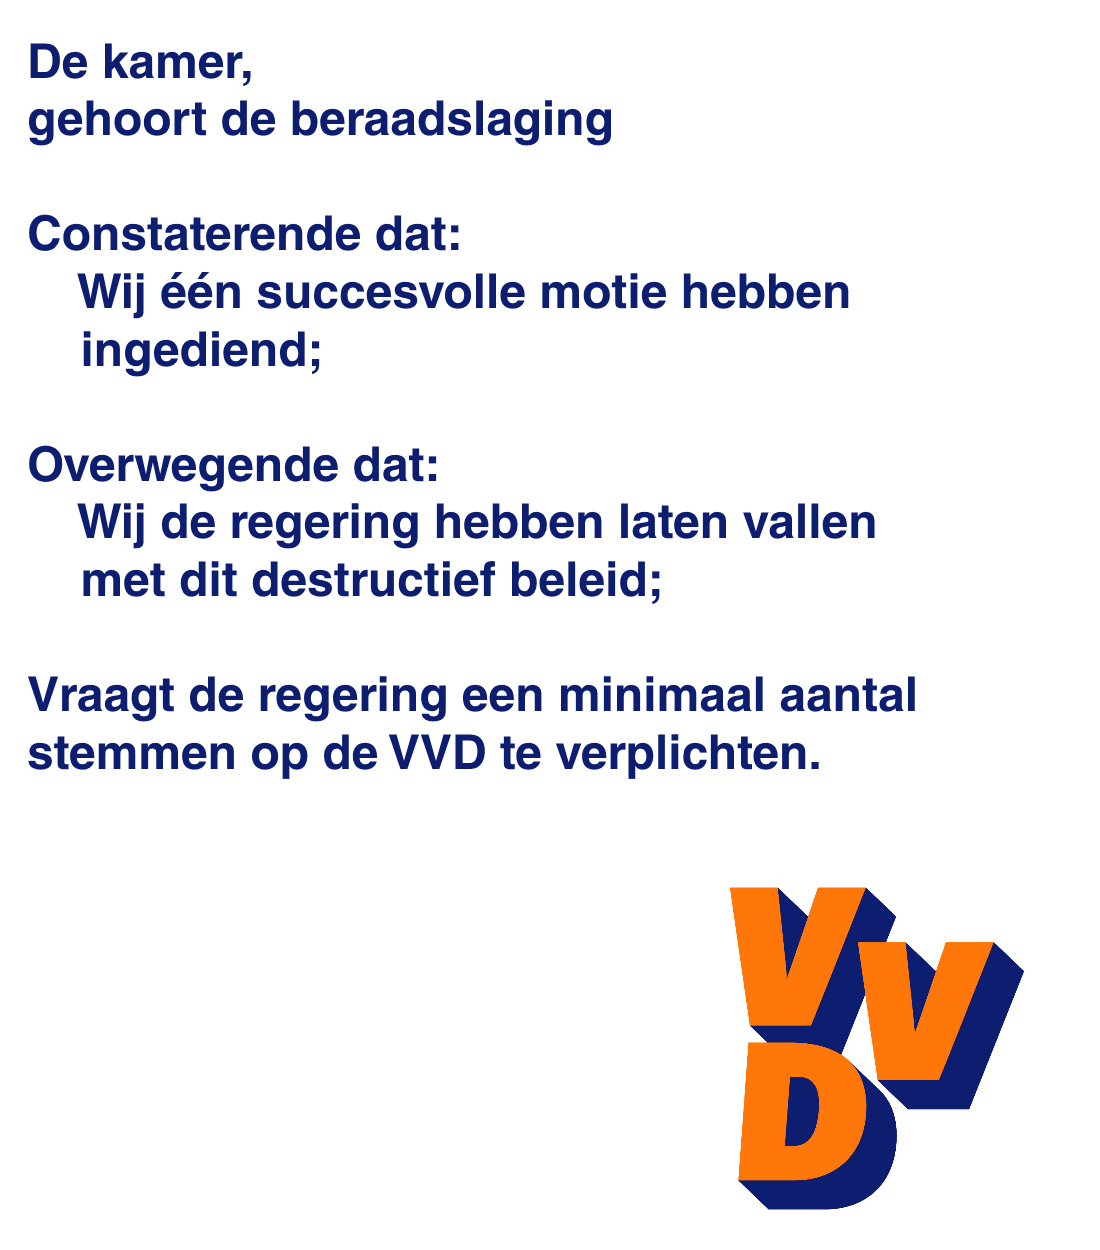 De kamer,
gehoort de beraadslaging
Constaterende dat:
Wij één succesvolle motie hebben
ingediend;
Overwegende dat:
Wij de regering hebben laten vallen
met dit destructief beleid;
Vraagt de regering een minimaal aantal
stemmen op de VVD te verplichten.
VVD